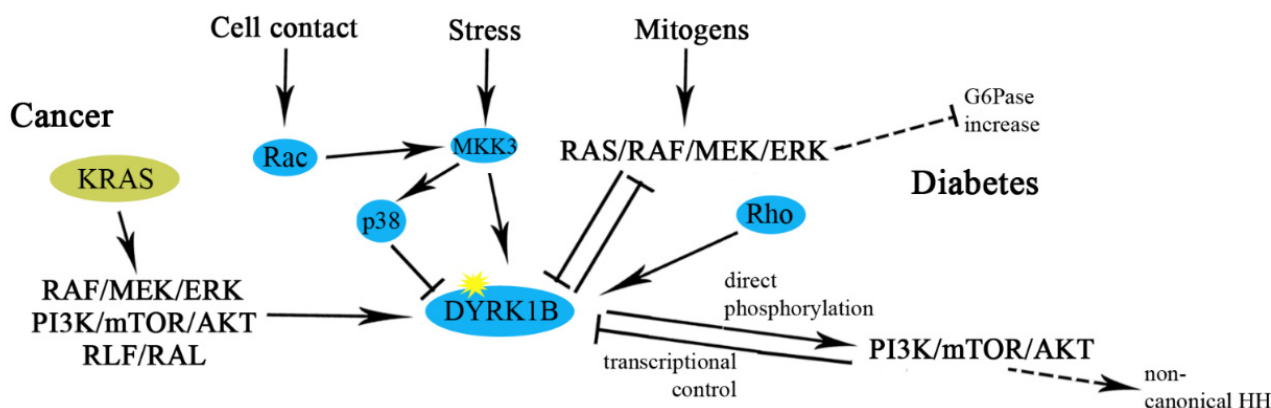 Cell contact
Stress
Mitogens
G6Pase
increase
Cancer
Rac
MKK3
RAS/RAF/MEK/ERK
KRAS
Diabetes
p38
Rho
RAF/MEK/ERK
PI3K/mTOR/AKT
RLF/RAL
DYRK1B
direct
phosphorylation
transcriptional
control
PI3K/mTOR/AKT
non-
canonical HH